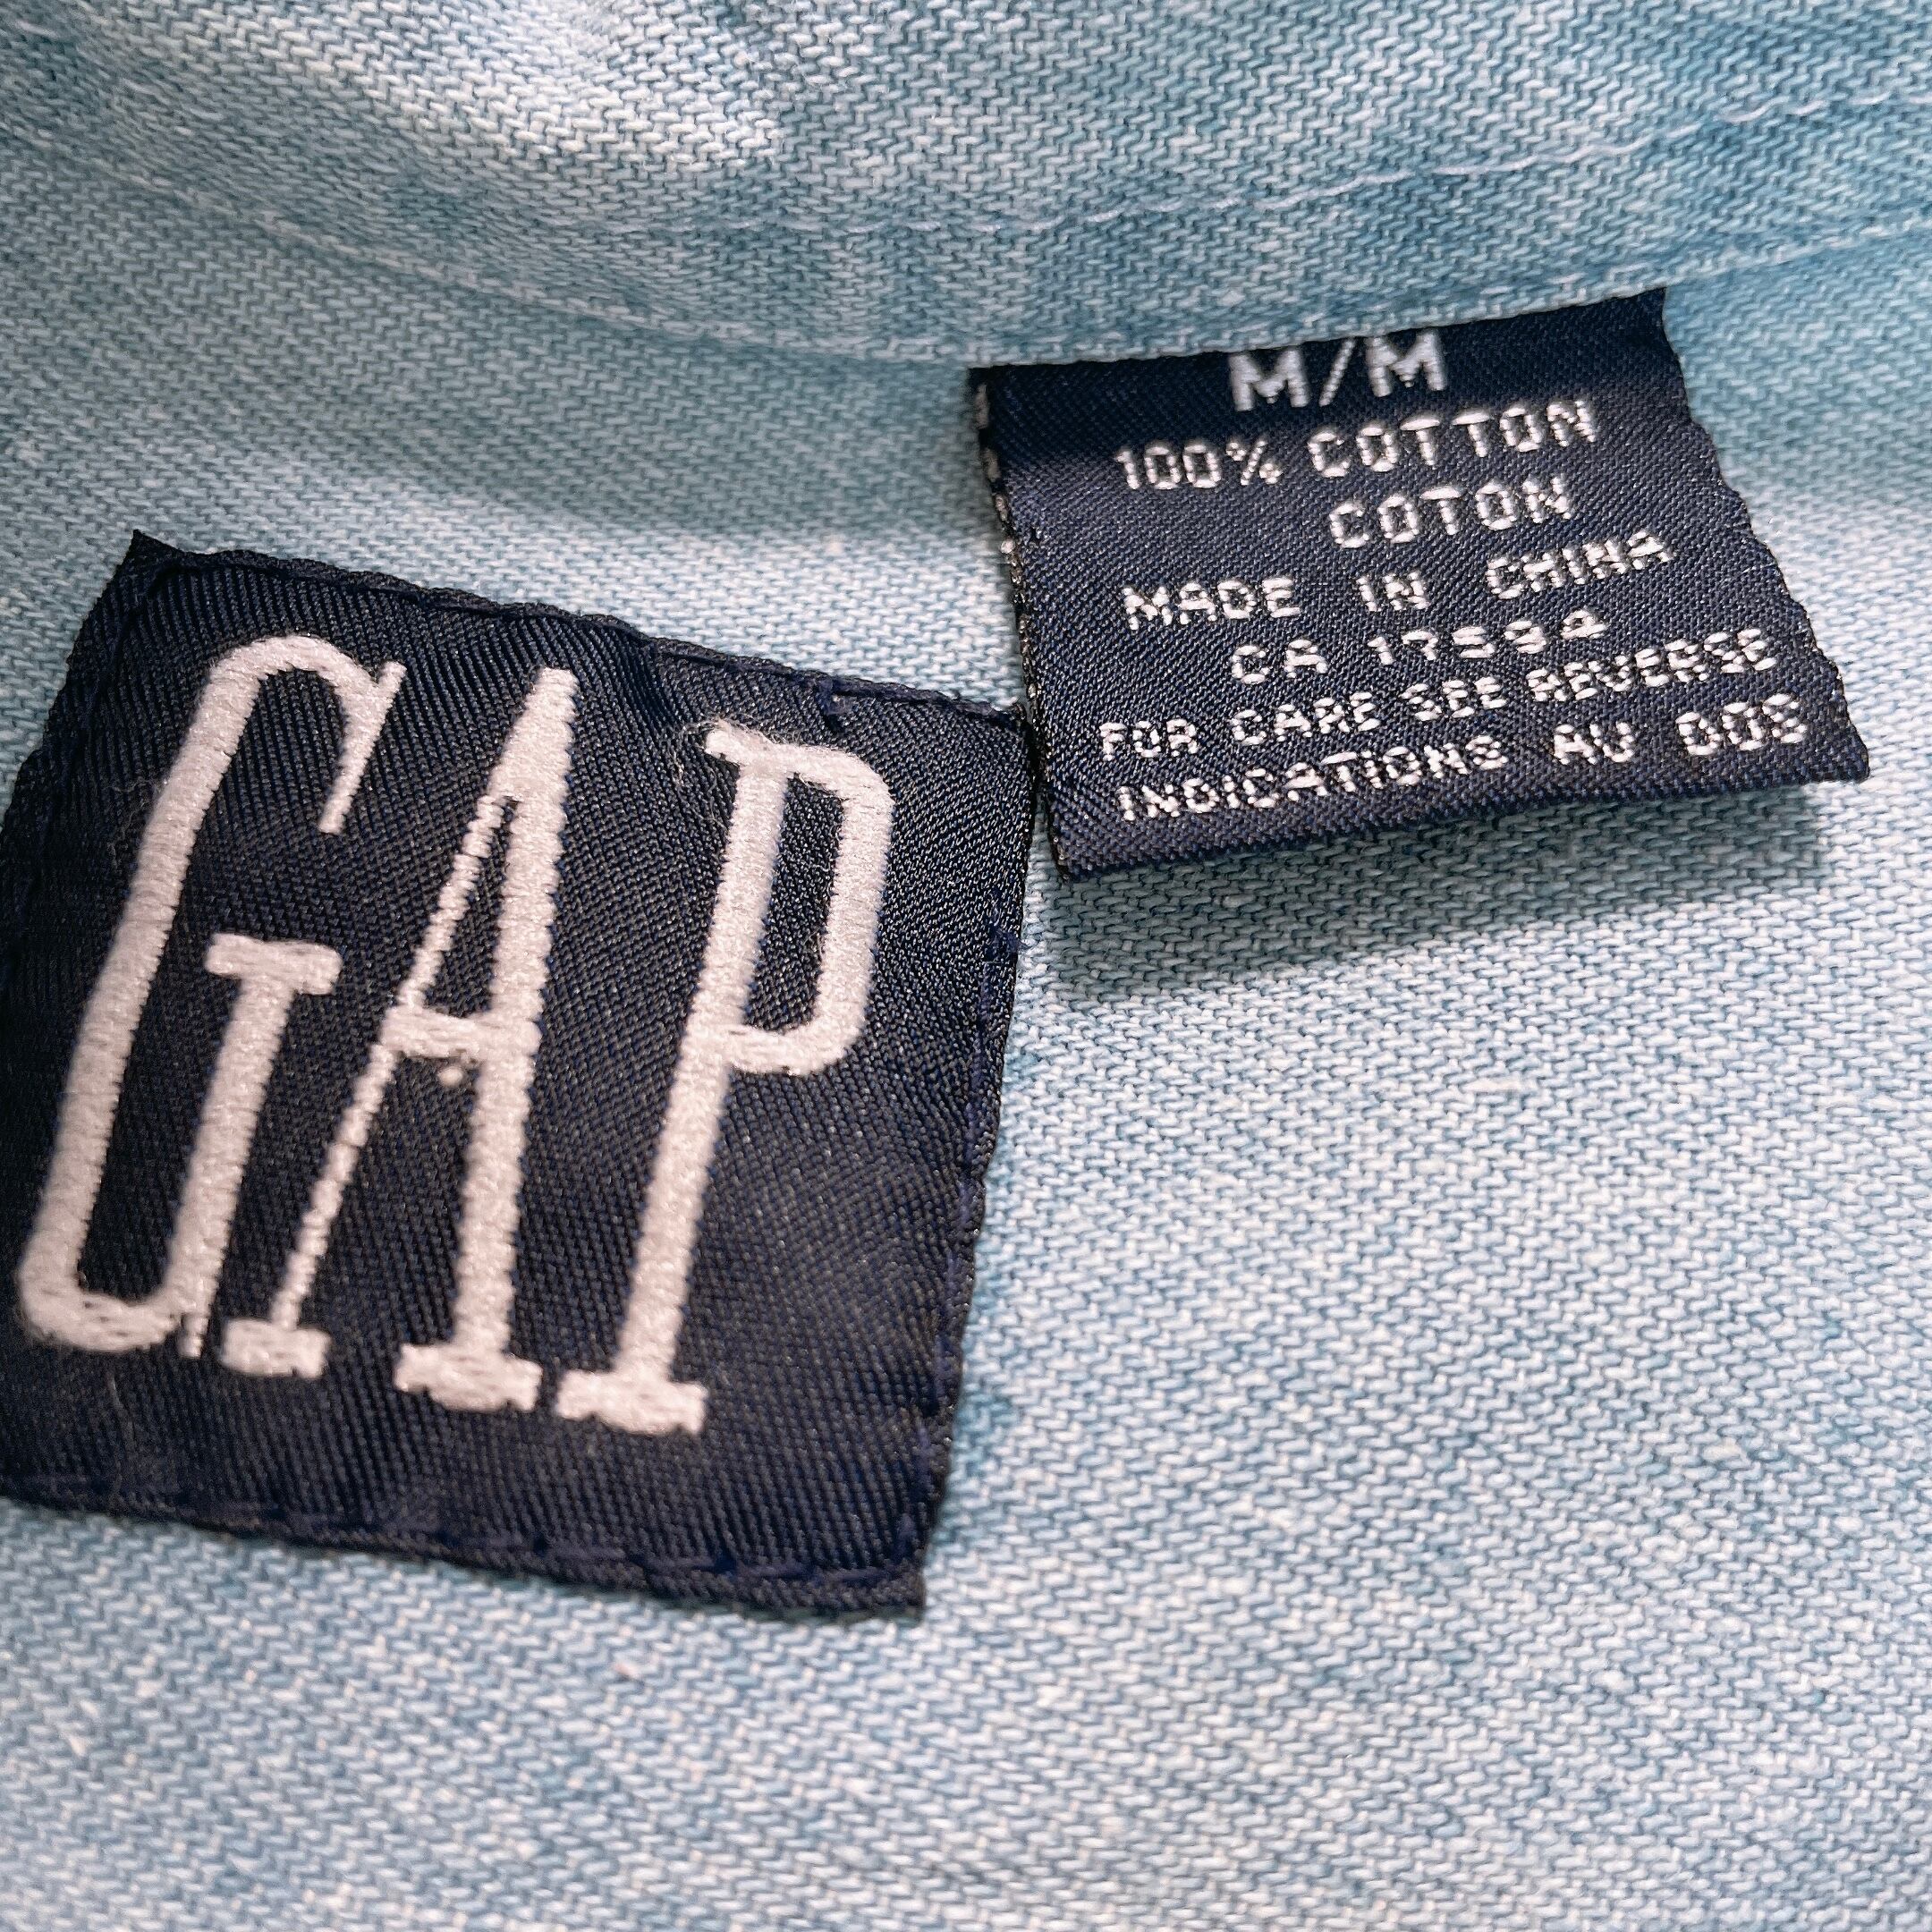 GAP
M/M
100% COTTON
COTON
MADE IN CHINA
CA 17594
FOR CARE SEE REVERSE
INDICATIONS AU DOS